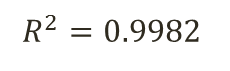 R² = 0.9982